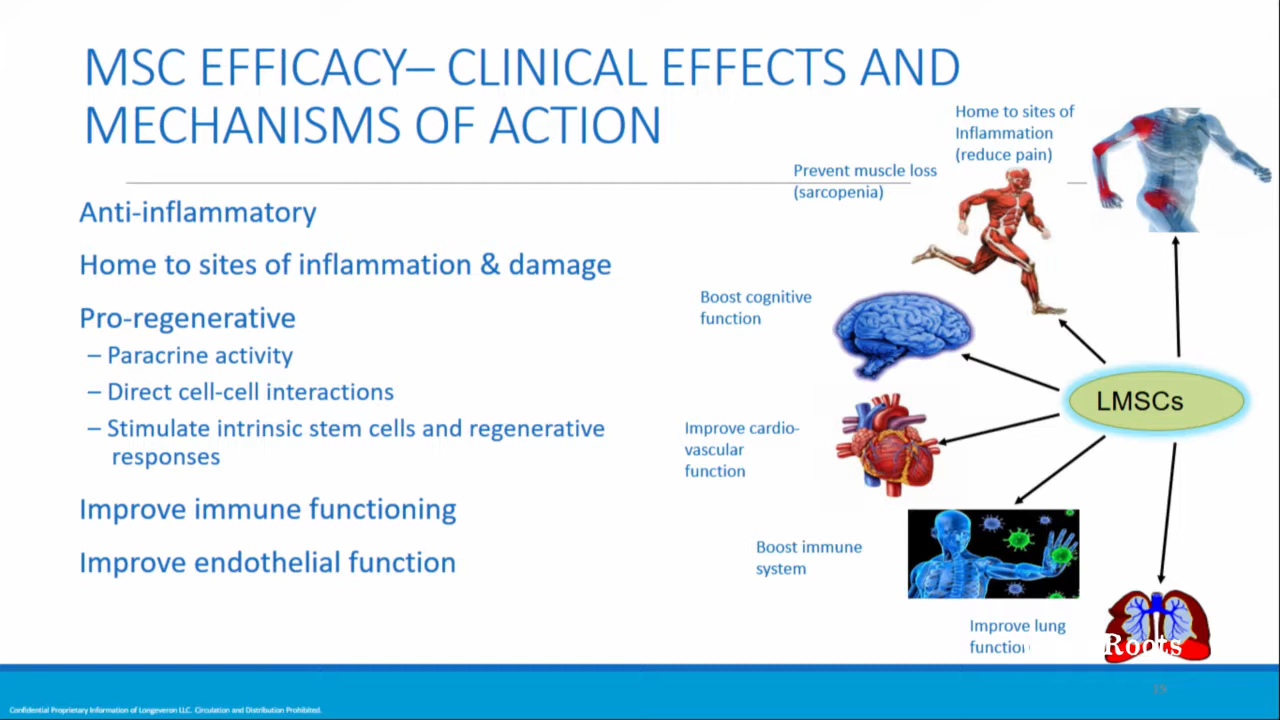 MSC EFFICACY– CLINICAL EFFECTS AND
MECHANISMS OF ACTION
Anti-inflammatory
Home to sites of inflammation & damage
Pro-regenerative
– Paracrine activity
– Direct cell-cell interactions
– Stimulate intrinsic stem cells and regenerative
responses
Improve immune functioning
Improve endothelial function
Home to sites of
Inflammation
(reduce pain)
Prevent muscle loss
(sarcopenia)
Boost cognitive
function
LMSCs
Improve cardio-
vascular
function
Boost immune
system
Improve lung
function
Roots
Confidential Proprietary Information of Longeveron LLC. Circulation and Distribution Prohibited.